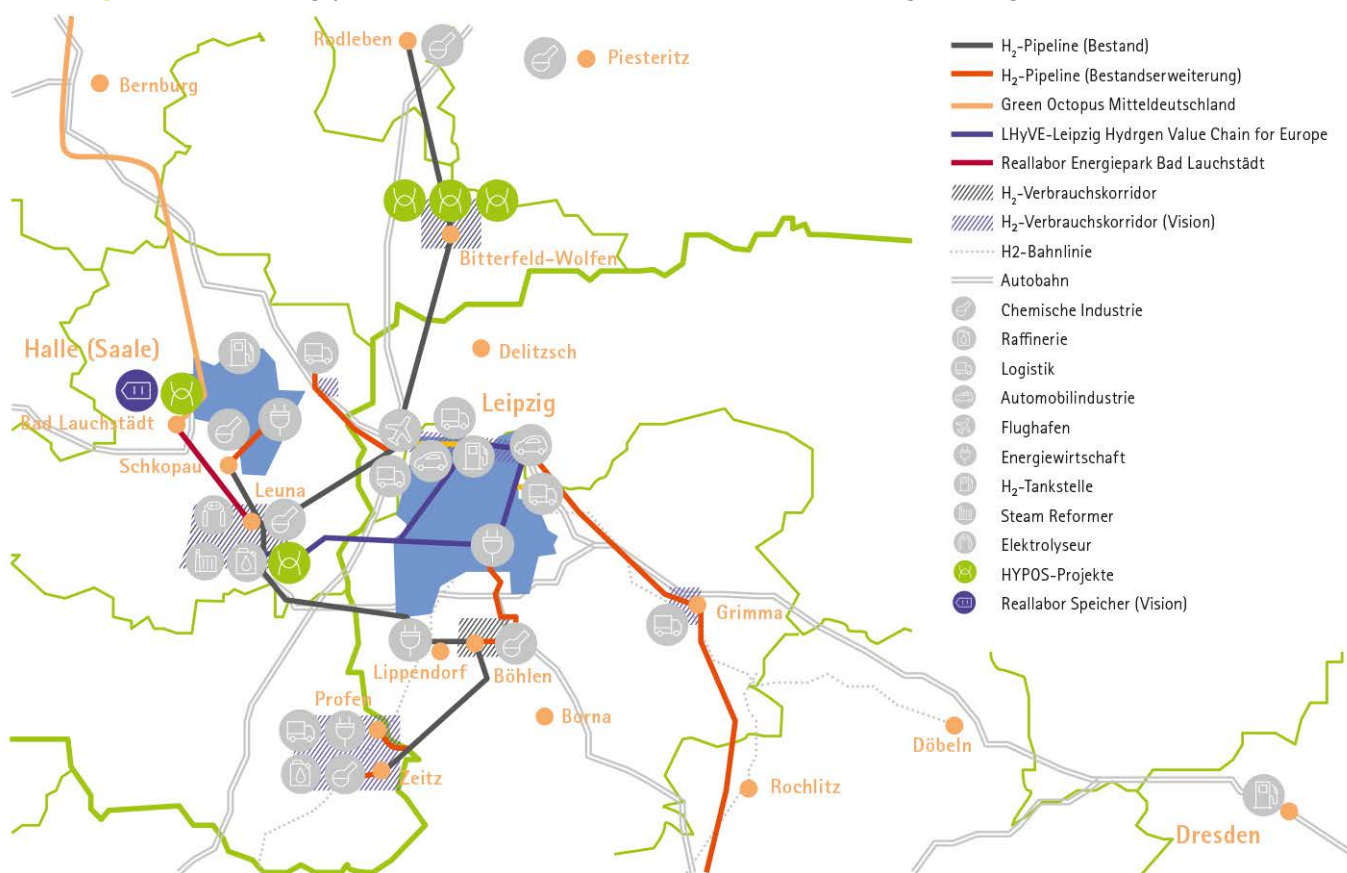 Rodleben
Piesteritz
Bernburg
Bitterfeld-Wolfen
Delitzsch
Halle (Saale)
Leipzig
Bad Lauchstädt
Schkopau
Leuna
Grimma
Lippendorf
Böhlen
Profen
Borna
Döbeln
Zeitz
Rochlitz
Dresden
H₂-Pipeline (Bestand)
H₂-Pipeline (Bestandserweiterung)
Green Octopus Mitteldeutschland
LHyVE-Leipzig Hydrgen Value Chain for Europe
Reallabor Energiepark Bad Lauchstädt
H₂-Verbrauchskorridor
H₂-Verbrauchskorridor (Vision)
H2-Bahnlinie
Autobahn
Chemische Industrie
Raffinerie
Logistik
Automobilindustrie
Flughafen
Energiewirtschaft
H₂-Tankstelle
Steam Reformer
Elektrolyseur
HYPOS-Projekte
Reallabor Speicher (Vision)